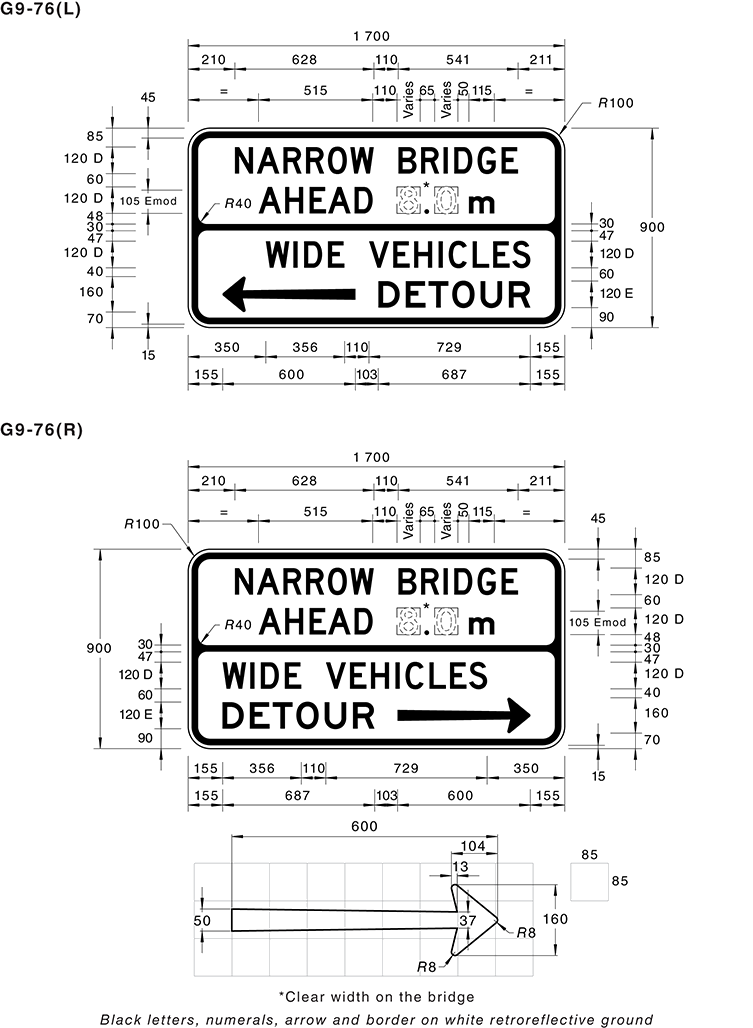 G9-76(L)
1 700
210 628 110 541 211
= 515 110 Varies 65 Varies 50 115 =
45
R100
85
120 D
60
120 D
105 Emod
48
30
47
120 D
40
160
70
15
NARROW BRIDGE
AHEAD 8.0 m
*
R40
WIDE VEHICLES
DETOUR
900
30
47
120 D
60
120 E
90
350 356 110 729 155
155 600 103 687 155
G9-76(R)
1 700
210 628 110 541 211
= 515 110 Varies 65 Varies 50 115 =
R100
45
900
30
47
120 D
60
120 E
90
NARROW BRIDGE
AHEAD 8.0 m
*
R40
WIDE VEHICLES
DETOUR
85
120 D
60
120 D
105 Emod
48
30
47
120 D
40
160
70
15
155 356 110 729 350
155 687 103 600 155
600
104
13
85
85
50
37
160
R8
R8
*Clear width on the bridge
Black letters, numerals, arrow and border on white retroreflective ground